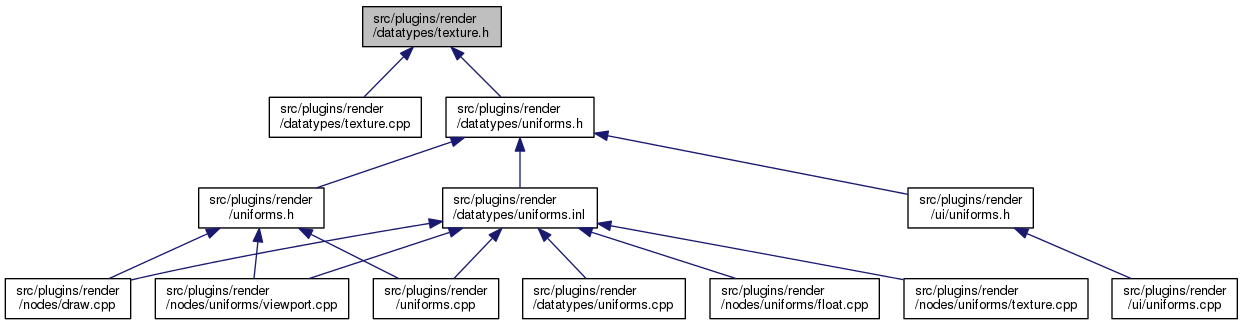 src/plugins/render
/datatypes/texture.h
src/plugins/render
/datatypes/texture.cpp
src/plugins/render
/datatypes/uniforms.h
src/plugins/render
/uniforms.h
src/plugins/render
/datatypes/uniforms.inl
src/plugins/render
/ui/uniforms.h
src/plugins/render
/nodes/draw.cpp
src/plugins/render
/nodes/uniforms/viewport.cpp
src/plugins/render
/uniforms.cpp
src/plugins/render
/datatypes/uniforms.cpp
src/plugins/render
/nodes/uniforms/float.cpp
src/plugins/render
/nodes/uniforms/texture.cpp
src/plugins/render
/ui/uniforms.cpp